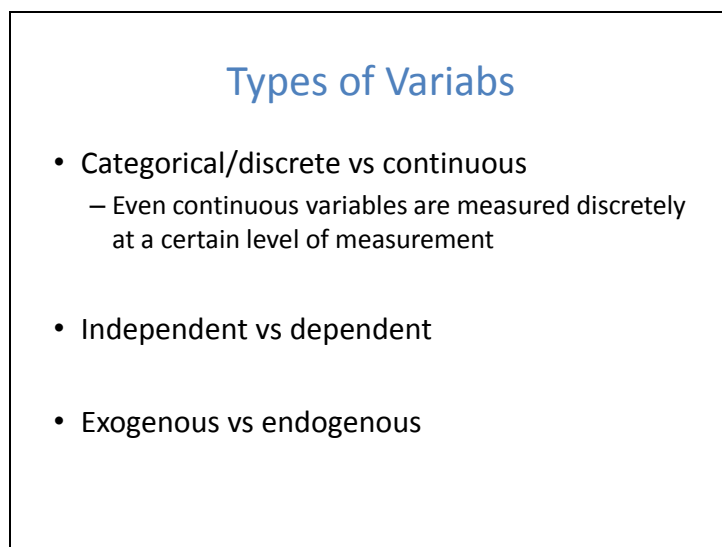 Types of Variabs
• Categorical/discrete vs continuous
– Even continuous variables are measured discretely
at a certain level of measurement
• Independent vs dependent
• Exogenous vs endogenous